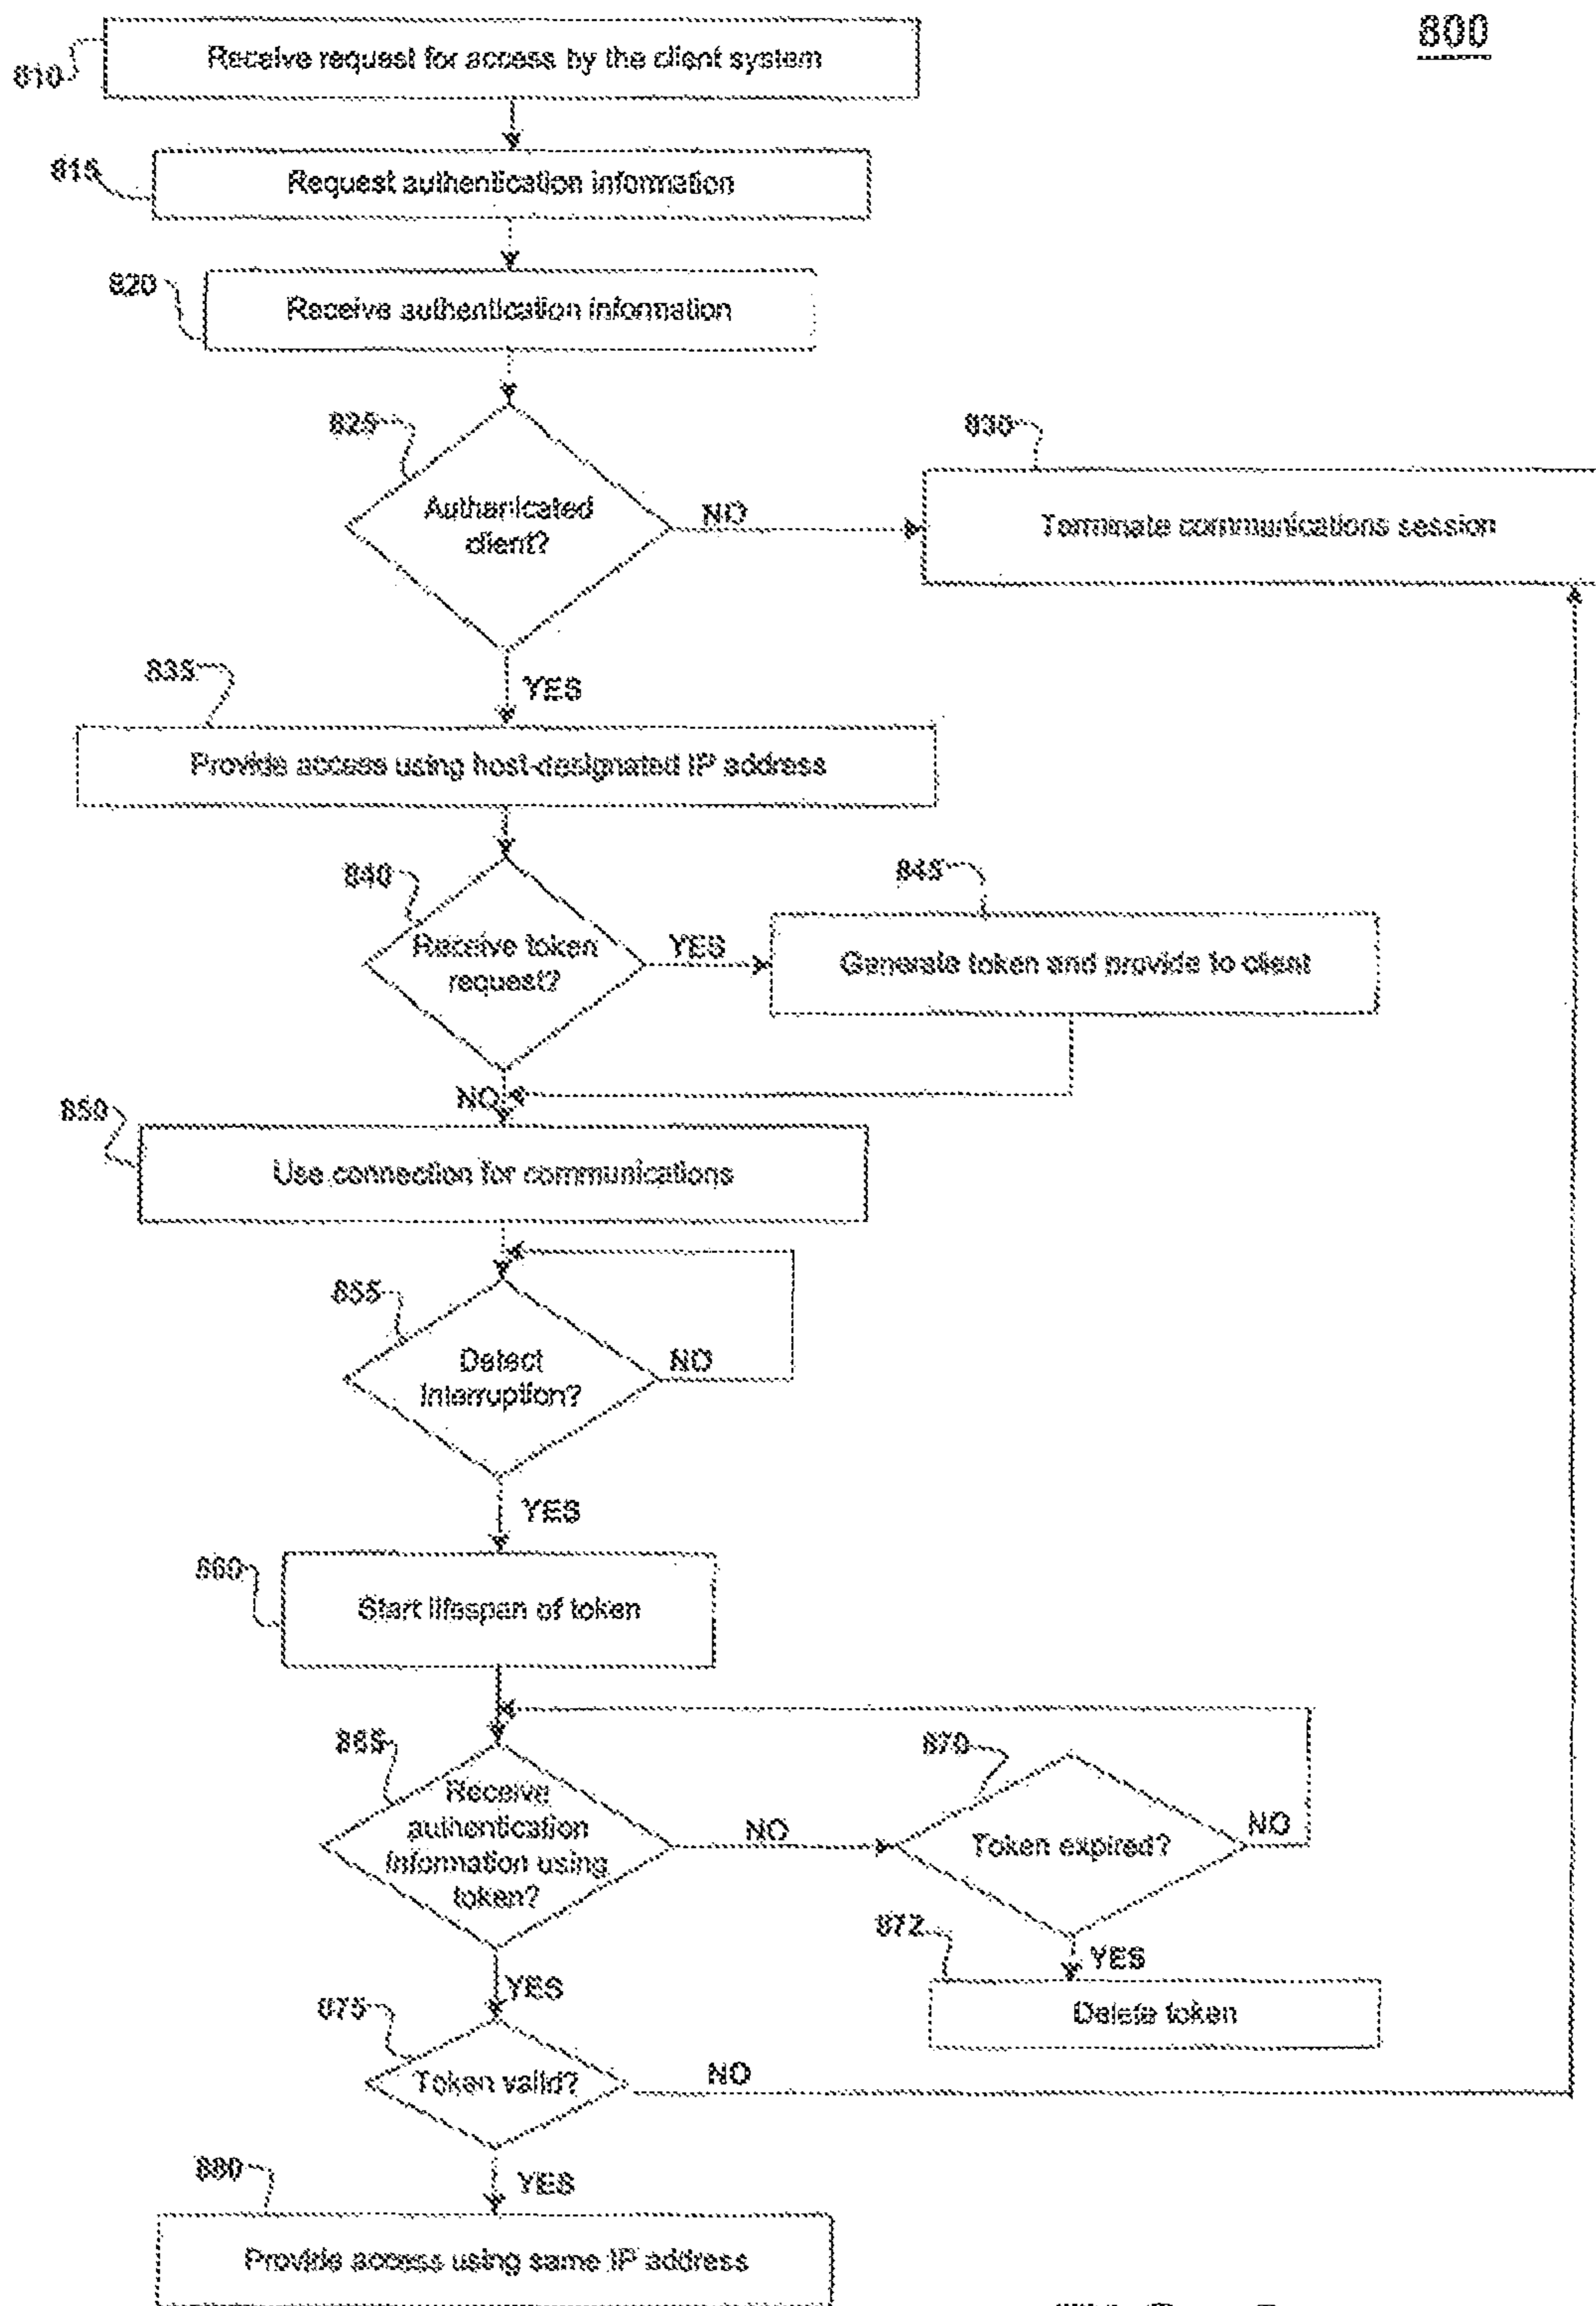 800
810
Receive request for access by the client system
815
Request authentication information
820
Receive authentication information
825
Authenicated
client?
NO
830
Terminate communications session
YES
835
Provide access using host-designated IP address
840
Receive token
request?
YES
845
Generate token and provide to client
NO
850
Use connection for communications
855
Detect
Interruption?
NO
YES
860
Start lifespan of token
865
Receive
authentication
Information using
token?
NO
870
Token expired?
NO
YES
872
Delete token
YES
875
Token valid?
NO
YES
880
Provide access using same IP address